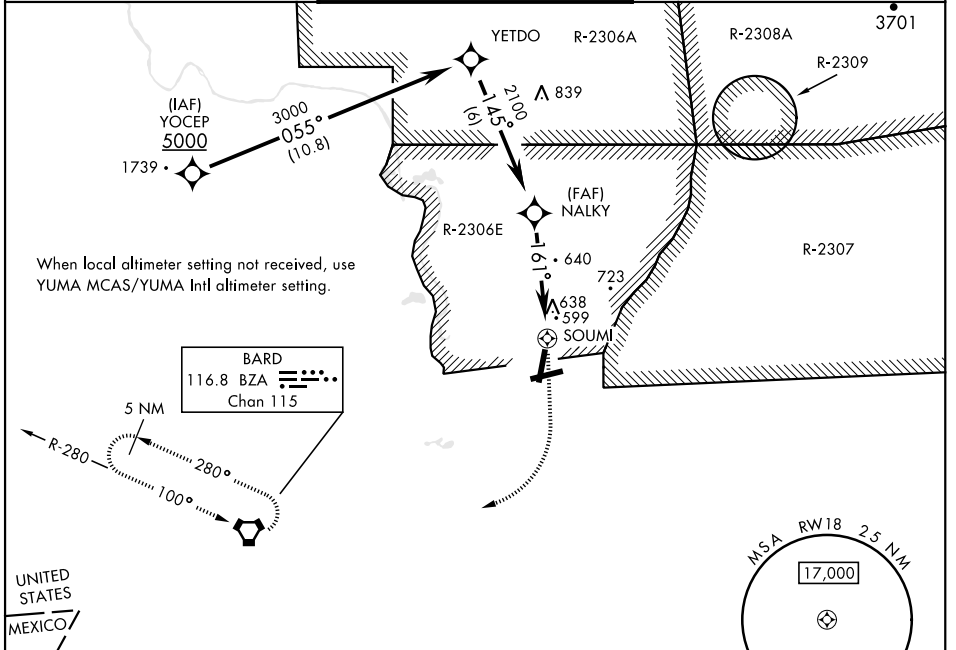 3701
YETDO
R-2306A
R-2308A
R-2309
(IAF)
YOCEP
5000
3000
055°
(10.8)
2100
145°
(6)
839
1739
(FAF)
NALKY
R-2306E
161°
640
723
R-2307
When local altimeter setting not received, use
YUMA MCAS/YUMA Intl altimeter setting.
638
599
SOUMI
BARD
116.8 BZA
Chan 115
5 NM
R-280
280°
100°
MSA RW18 25 NM
17,000
UNITED
STATES
MEXICO